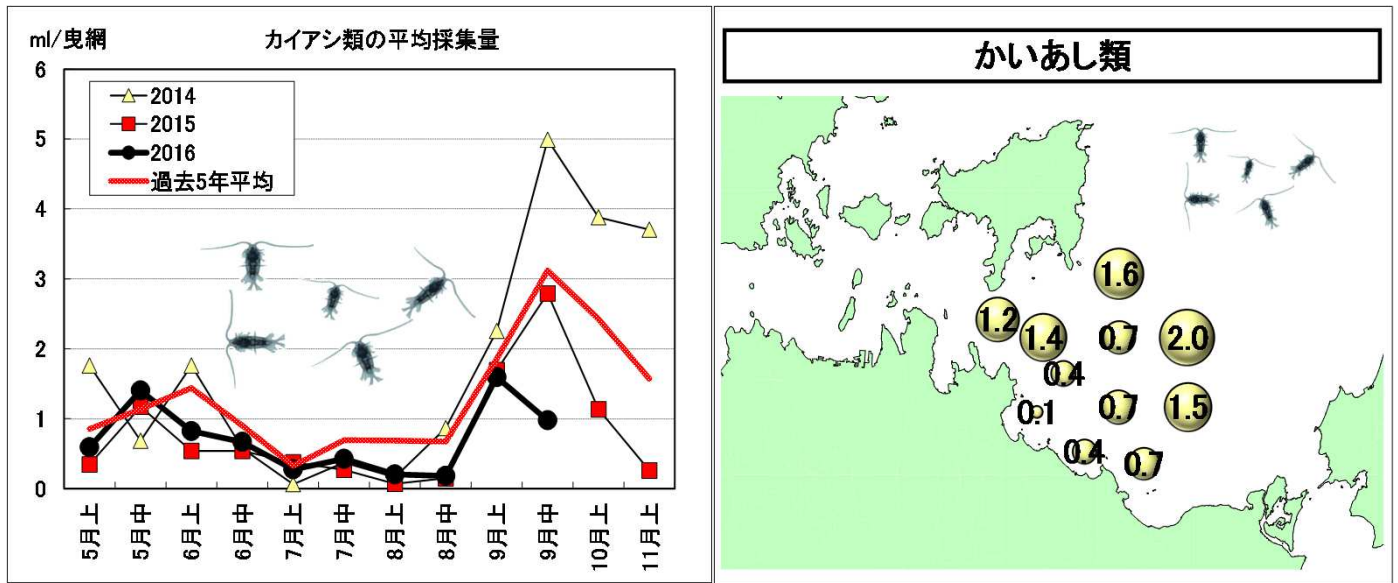 ml/曳網
カイアシ類の平均採集量
6
5
4
3
2
1
0
2014
2015
2016
過去5年平均
5月上
5月中
6月上
6月中
7月上
7月中
8月上
8月中
9月上
9月中
10月上
11月上
かいあし類
1.6
1.2
1.4
0.7
2.0
0.4
0.1
0.7
1.5
0.4
0.7